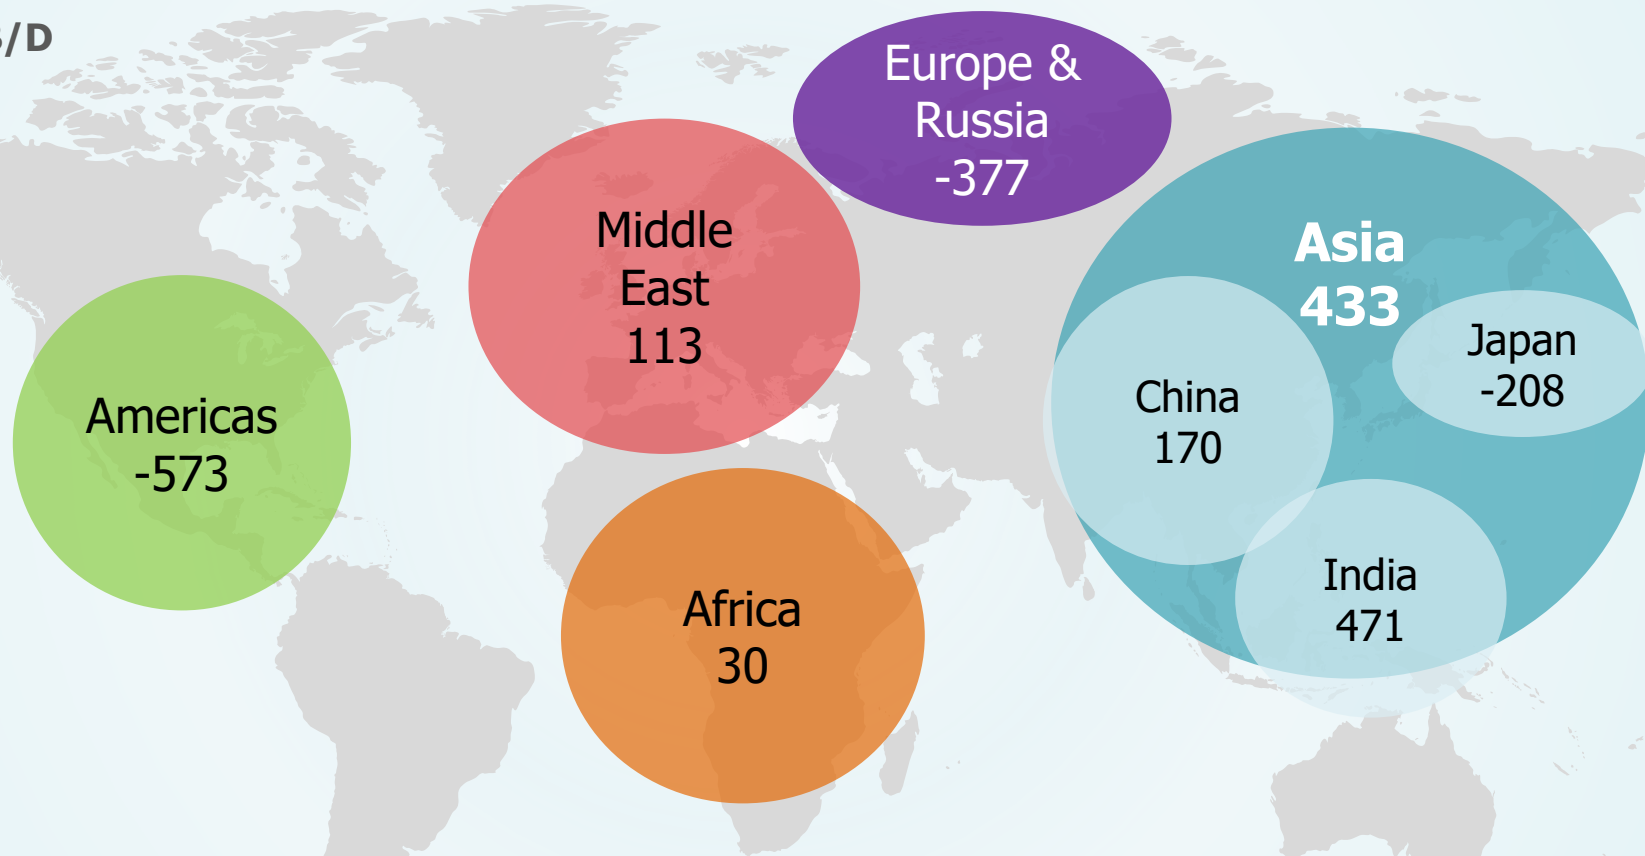 /D
Europe &
Russia
-377
Middle
East
113
Asia
433
Japan
-208
China
170
Americas
-573
India
471
Africa
30